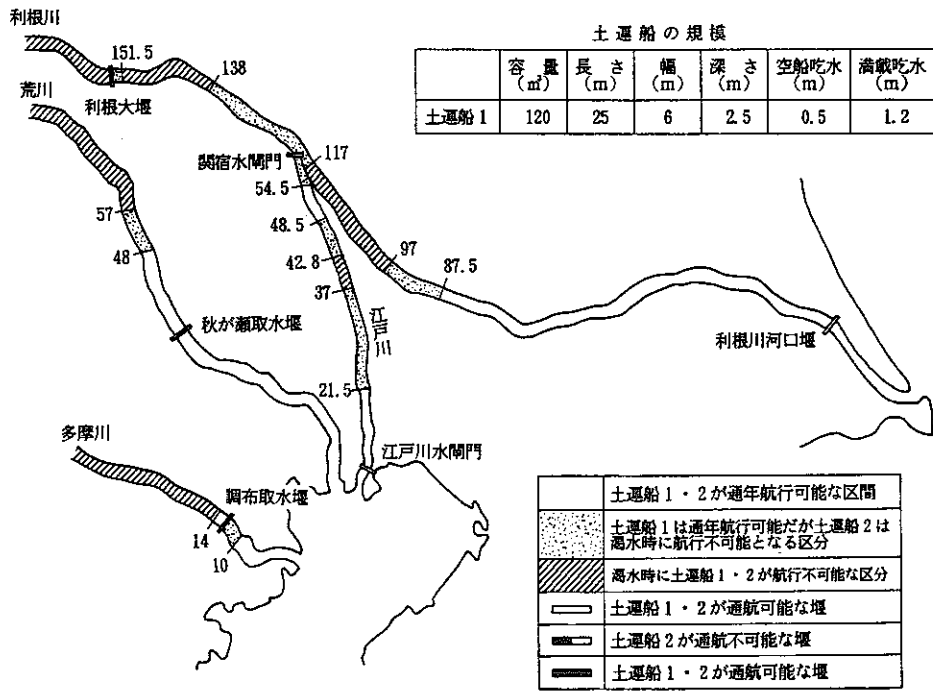 利根川
151.5
138
利根大堰
荒川
関宿水閘門
117
54.5
48.5
42.8
37
57
48
97
87.5
秋が瀬取水堰
江戸川
利根川河口堰
21.5
多摩川
江戸川水閘門
調布取水堰
14
10
土運船の規模
容量(㎥) 長さ(m) 幅(m) 深さ(m) 空船吃水(m) 満載吃水(m)
土運船1 120 25 6 2.5 0.5 1.2
土運船1・2が通年航行可能な区間
土運船1は通年航行可能だが土運船2は
渇水時に航行不可能となる区分
渇水時に土運船1・2が航行不可能な区分
土運船1・2が通航可能な堰
土運船2が通航不可能な堰
土運船1・2が通航可能な堰